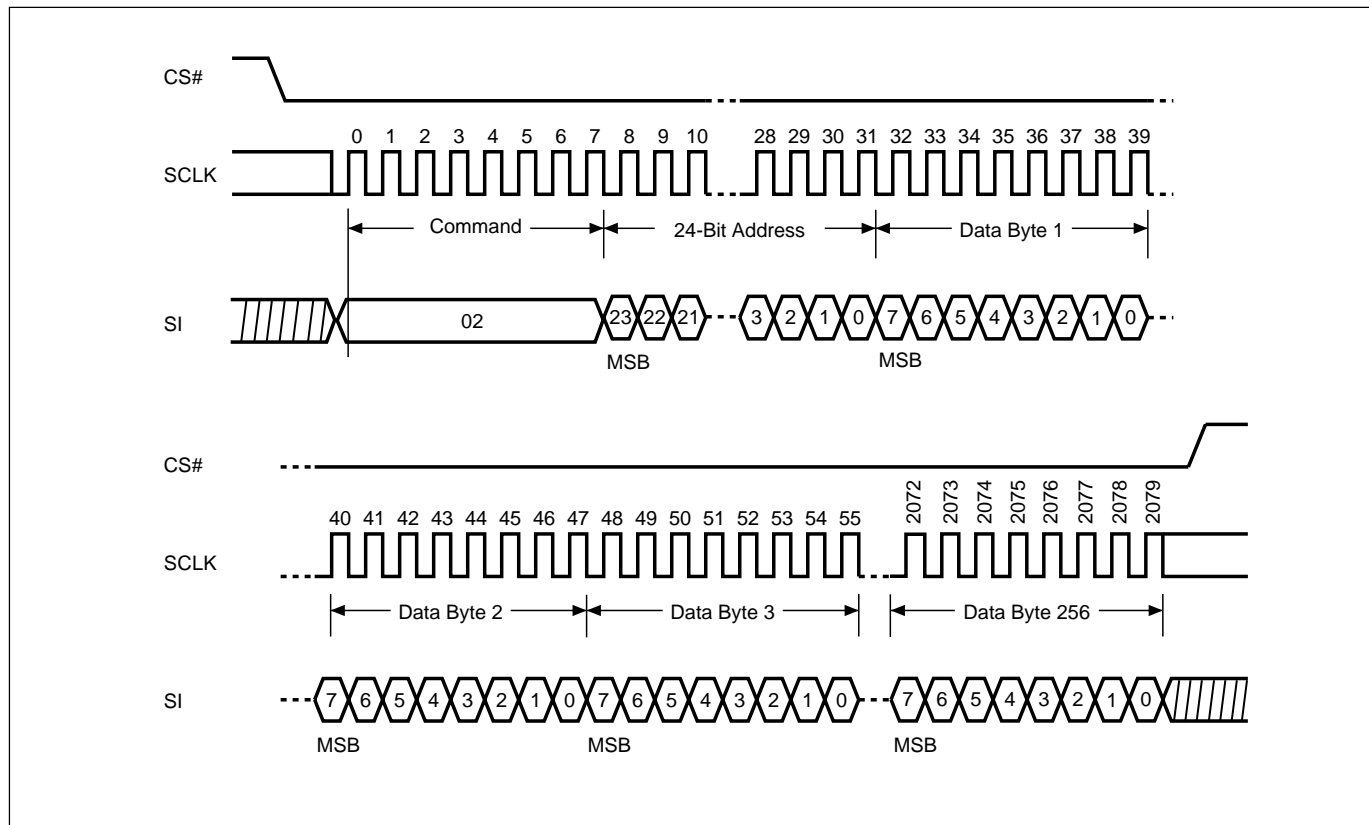 CS#
0 1 2 3 4 5 6 7 8 9 10 28 29 30 31 32 33 34 35 36 37 38 39
SCLK
Command 24-Bit Address Data Byte 1
SI 02 23 22 21 3 2 1 0 7 6 5 4 3 2 1 0
MSB MSB
CS#
40 41 42 43 44 45 46 47 48 49 50 51 52 53 54 55 2072 2073 2074 2075 2076 2077 2078 2079
SCLK
Data Byte 2 Data Byte 3 Data Byte 256
SI 7 6 5 4 3 2 1 0 7 6 5 4 3 2 1 0 7 6 5 4 3 2 1 0
MSB MSB MSB